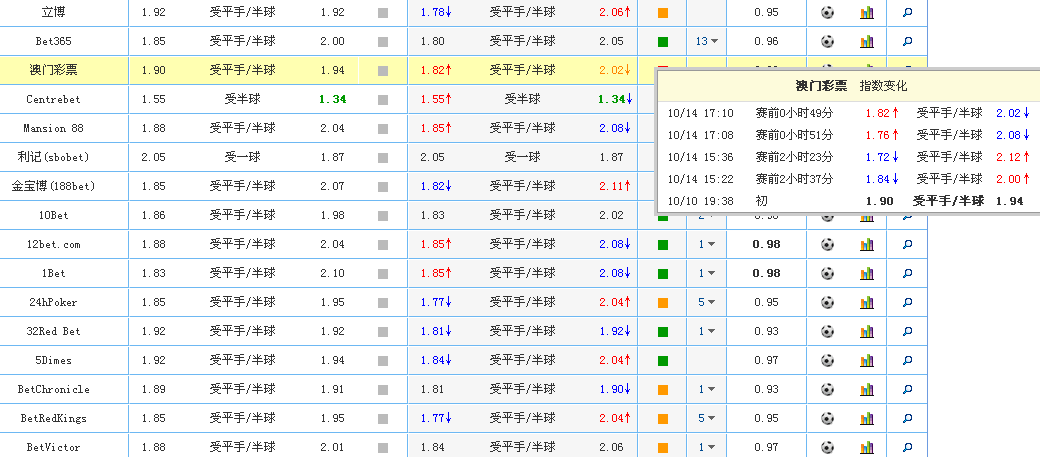 立博 1.92 受平手/半球 1.92 1.78↓ 受平手/半球 2.06↑ 0.95
Bet365 1.85 受平手/半球 2.00 1.80 受平手/半球 2.05 13 0.96
澳门彩票 1.90 受平手/半球 1.94 1.82↑ 受平手/半球 2.02↓
澳门彩票 指数变化
Centrebet 1.55 受半球 1.34 1.55↑ 受半球 1.34↓
10/14 17:10 赛前0小时49分 1.82↑ 受平手/半球 2.02↓
Mansion 88 1.88 受平手/半球 2.04 1.85↑ 受平手/半球 2.08↓
10/14 17:08 赛前0小时51分 1.76↑ 受平手/半球 2.08↓
利记(sbobet) 2.05 受一球 1.87 2.05 受一球 1.87
10/14 15:36 赛前2小时23分 1.72↓ 受平手/半球 2.12↑
金宝博(188bet) 1.85 受平手/半球 2.07 1.82↓ 受平手/半球 2.11↑
10/14 15:22 赛前2小时37分 1.84↓ 受平手/半球 2.00↑
10/10 19:38 初 1.90 受平手/半球 1.94
10Bet 1.86 受平手/半球 1.98 1.83 受平手/半球 2.02
12bet.com 1.88 受平手/半球 2.04 1.85↑ 受平手/半球 2.08↓ 1 0.98
1Bet 1.83 受平手/半球 2.10 1.85↑ 受平手/半球 2.08↓ 1 0.98
24hPoker 1.85 受平手/半球 1.95 1.77↓ 受平手/半球 2.04↑ 5 0.95
32Red Bet 1.92 受平手/半球 1.92 1.81↓ 受平手/半球 1.92↓ 1 0.93
5Dimes 1.92 受平手/半球 1.94 1.84↓ 受平手/半球 2.04↑ 0.97
BetChronicle 1.89 受平手/半球 1.91 1.81 受平手/半球 1.90↓ 1 0.93
BetRedKings 1.85 受平手/半球 1.95 1.77↓ 受平手/半球 2.04↑ 5 0.95
BetVictor 1.88 受平手/半球 2.01 1.84 受平手/半球 2.06 1 0.97